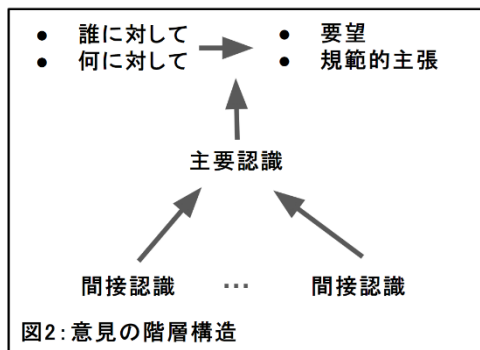 ● 誰に対して
● 何に対して
● 要望
● 規範的主張
主要認識
間接認識 … 間接認識
図2：意見の階層構造